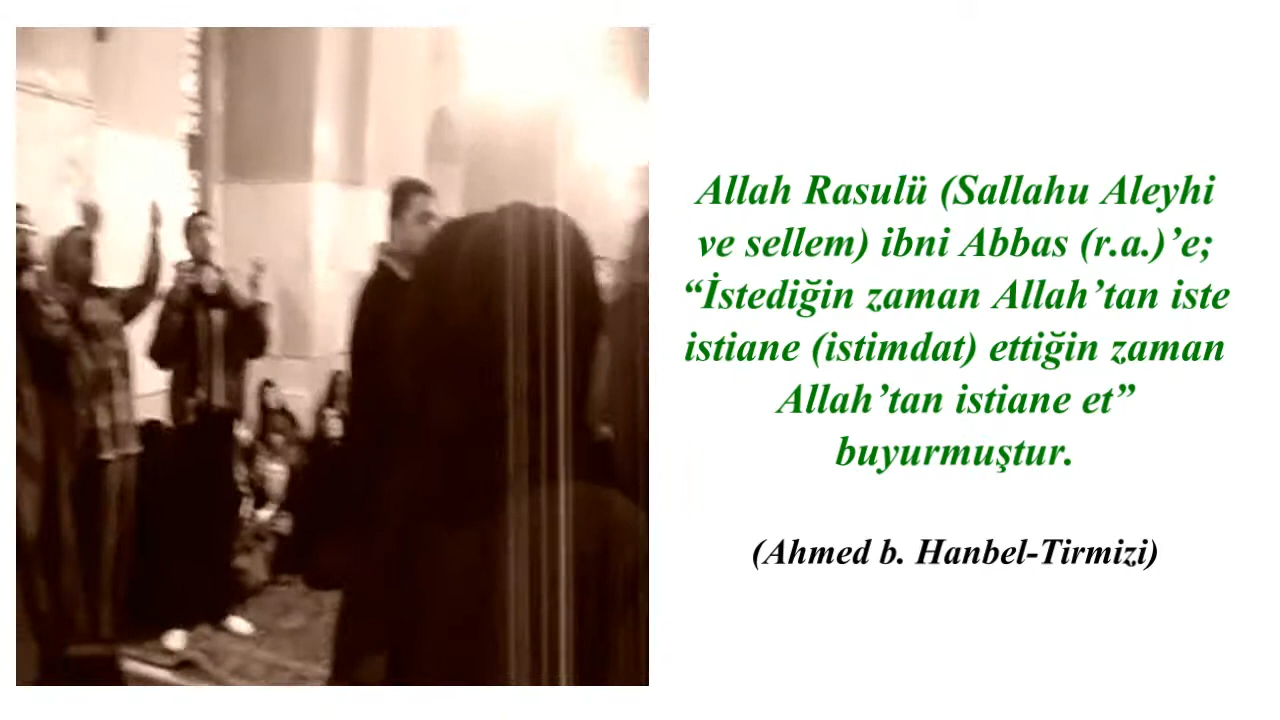 Allah Rasulü (Sallahu Aleyhi
ve sellem) ibni Abbas (r.a.)’e;
“İstediğin zaman Allah’tan iste
istiane (istimdat) ettiğin zaman
Allah’tan istiane et”
buyurmuştur.
(Ahmed b. Hanbel-Tirmizi)